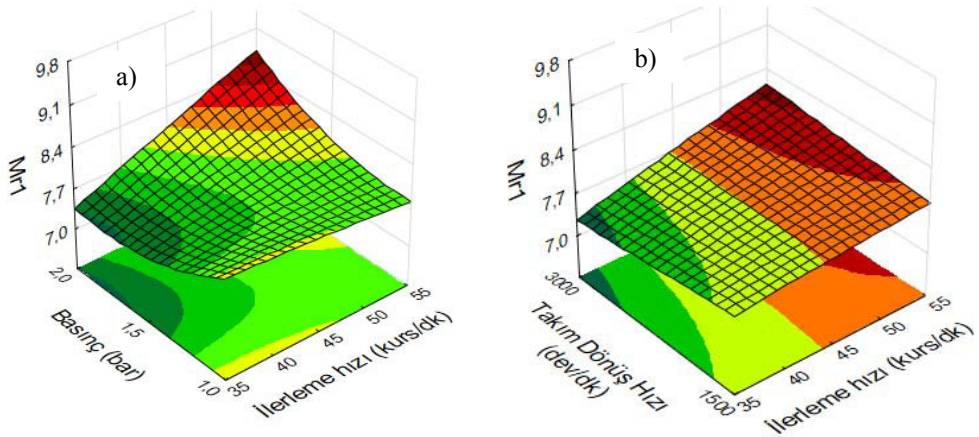 a)
9,8
9,1
8,4
7,7
7,0
Mr1
2,0
1,5
1,0
Basınç (bar)
35
40
45
50
55
İlerleme hızı (kurs/dk)
b)
9,8
9,1
8,4
7,7
7,0
Mr1
3000
1500
Takım Dönüş Hızı
(dev/dk)
35
40
45
50
55
İlerleme hızı (kurs/dk)